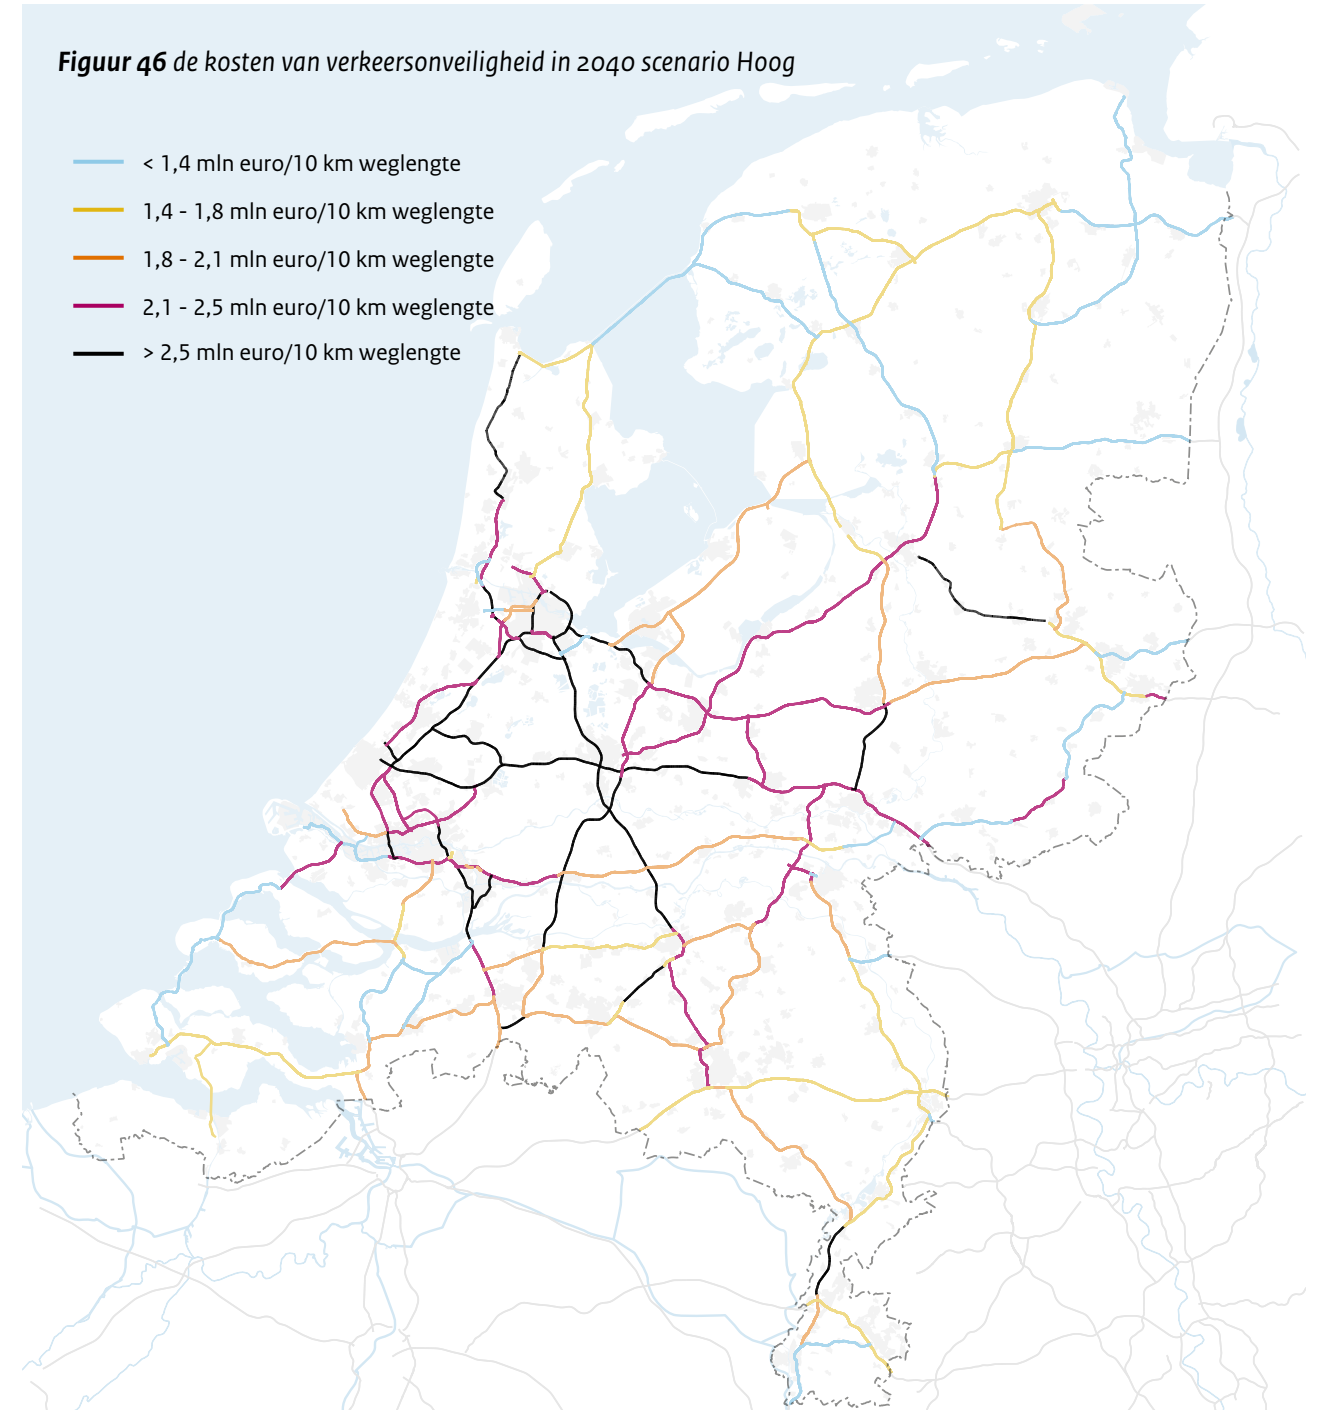 Figuur 46 de kosten van verkeersonveiligheid in 2040 scenario Hoog
< 1,4 mln euro/10 km weglengte
1,4 - 1,8 mln euro/10 km weglengte
1,8 - 2,1 mln euro/10 km weglengte
2,1 - 2,5 mln euro/10 km weglengte
> 2,5 mln euro/10 km weglengte